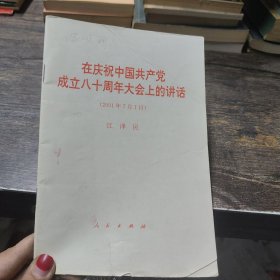 在庆祝中国共产党
成立八十周年大会上的讲话
(2001年7月1日)
江泽民
人民出版社